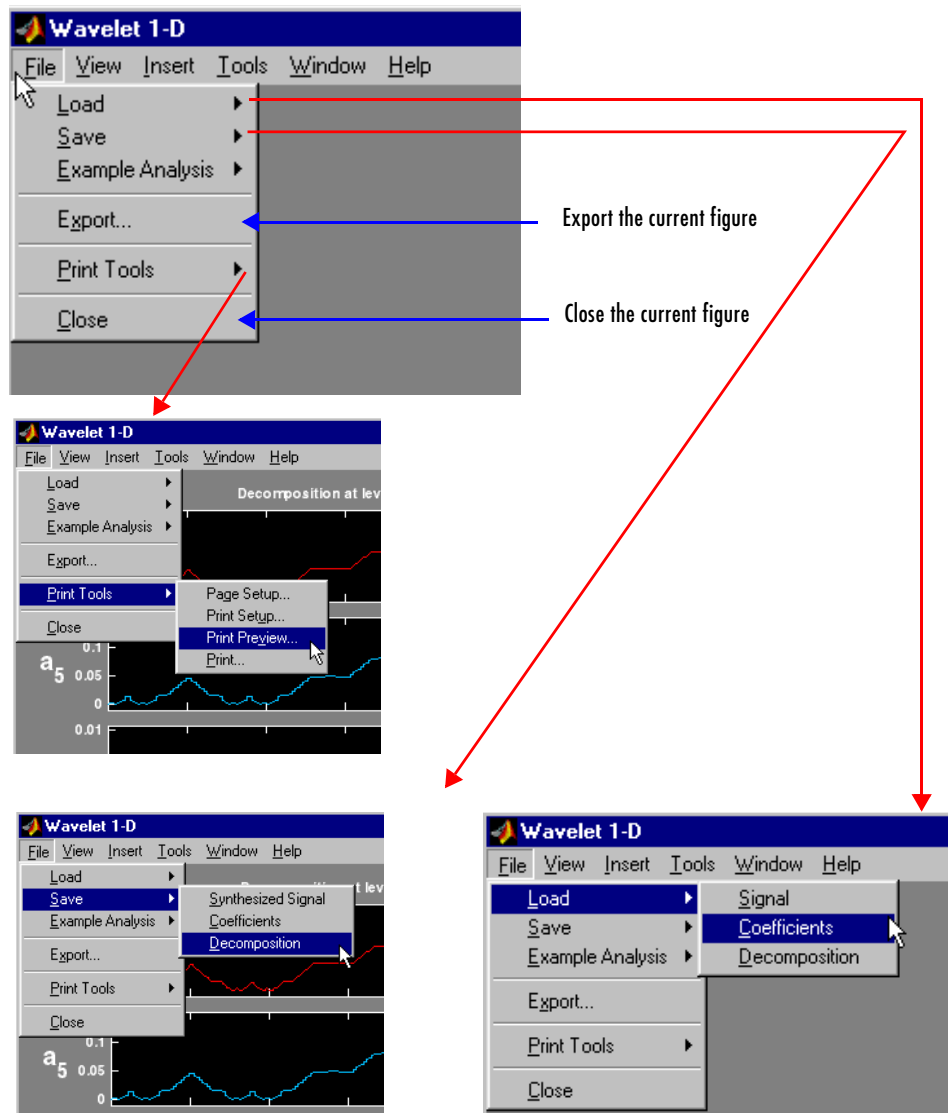 Wavelet 1-D
File View Insert Tools Window Help
Load
Save
Example Analysis
Export...
Print Tools
Close
Export the current figure
Close the current figure
Wavelet 1-D
File View Insert Tools Window Help
Load
Save
Example Analysis
Export...
Print Tools
Close
Page Setup...
Print Setup...
Print Preview...
Print...
Decomposition at lev
a5
0.1
0.05
0
0.01
Wavelet 1-D
File View Insert Tools Window Help
Load
Save
Example Analysis
Export...
Print Tools
Close
Synthesized Signal
Coefficients
Decomposition
lev
a5
0.1
0.05
0
Wavelet 1-D
File View Insert Tools Window Help
Load
Save
Example Analysis
Export...
Print Tools
Close
Signal
Coefficients
Decomposition